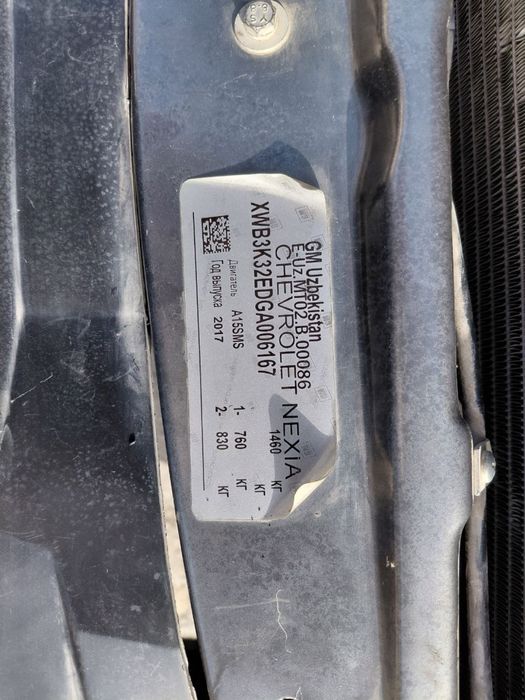 GM Uzbekistan
E-Uz.MT02.B.00086
CHEVROLET NEXiA
XWB3K32EDGA006167
1460 кг
кг
Двигатель A15SMS 1- 760 кг
Год выпуска 2017 2- 830 кг